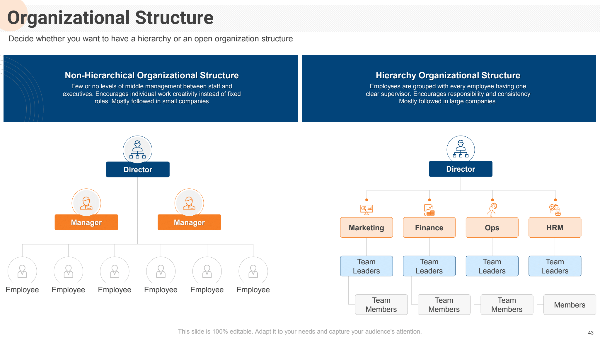 Organizational Structure
Decide whether you want to have a hierarchy or an open organization structure
Non-Hierarchical Organizational Structure
Few or no levels of middle management between staff and
executives. Encourages individual work creativity instead of fixed
roles. Mostly followed in small companies
Hierarchy Organizational Structure
Employees are grouped with every employee having one
clear supervisor. Encourages responsibility and consistency
Mostly followed in large companies
Director
Manager
Manager
Employee
Employee
Employee
Employee
Employee
Employee
Director
Marketing
Finance
Ops
HRM
Team
Leaders
Team
Leaders
Team
Leaders
Team
Leaders
Team
Members
Team
Members
Team
Members
Members
This slide is 100% editable. Adapt it to your needs and capture your audience's attention.
43